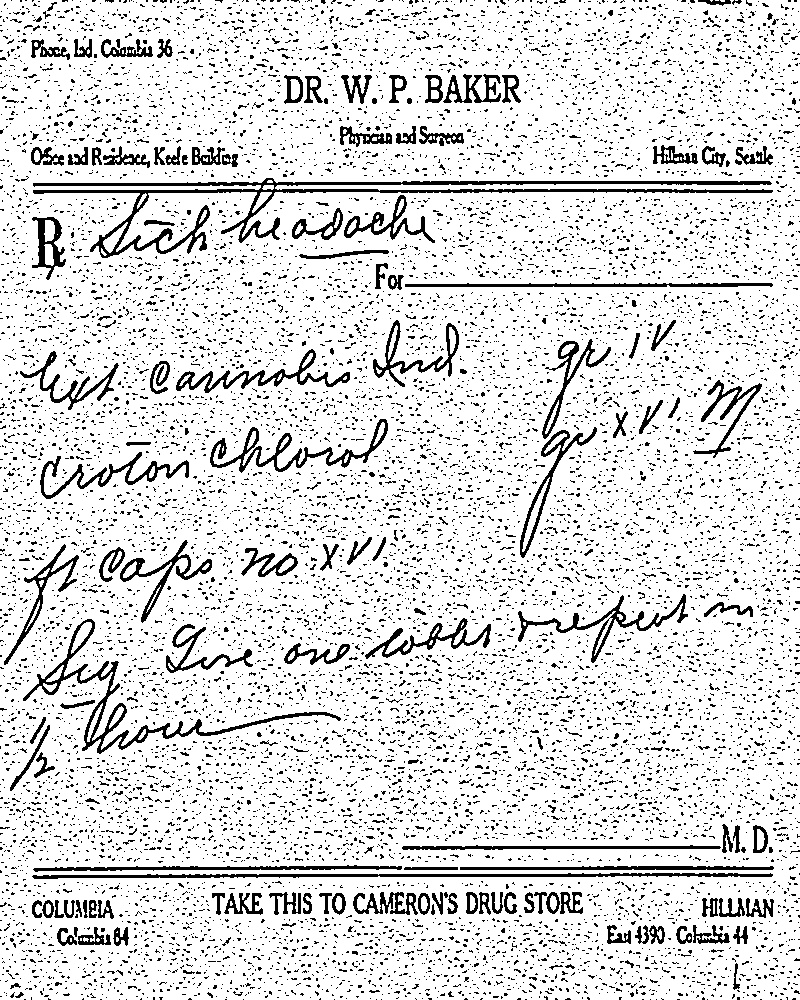 Phone, Ind. Columbia 36
DR. W. P. BAKER
Physician and Surgeon
Office and Residence, Keefe Building Hillman City, Seattle
℞ Sick headache
For
Ext. Cannabis Ind. gr IV
Croton Chloral gr XVI M
ft Caps. no. XVI
Sig Give one & repeat in
1/2 hour
M. D.
COLUMBIA TAKE THIS TO CAMERON'S DRUG STORE HILLMAN
Columbia 84 East 4390 - Columbia 44